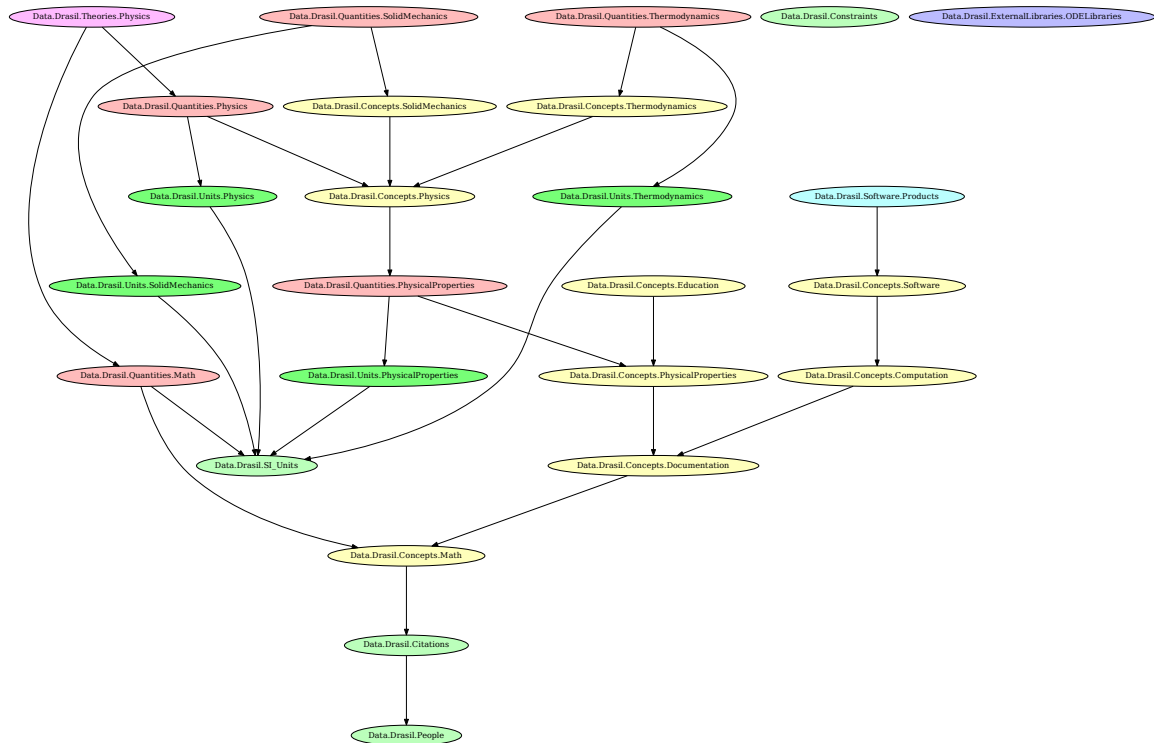 Data.Drasil.Theories.Physics
Data.Drasil.Quantities.SolidMechanics
Data.Drasil.Quantities.Thermodynamics
Data.Drasil.Constraints
Data.Drasil.ExternalLibraries.ODELibraries
Data.Drasil.Quantities.Physics
Data.Drasil.Concepts.SolidMechanics
Data.Drasil.Concepts.Thermodynamics
Data.Drasil.Units.Physics
Data.Drasil.Concepts.Physics
Data.Drasil.Units.Thermodynamics
Data.Drasil.Software.Products
Data.Drasil.Units.SolidMechanics
Data.Drasil.Quantities.PhysicalProperties
Data.Drasil.Concepts.Education
Data.Drasil.Concepts.Software
Data.Drasil.Quantities.Math
Data.Drasil.Units.PhysicalProperties
Data.Drasil.Concepts.PhysicalProperties
Data.Drasil.Concepts.Computation
Data.Drasil.SI_Units
Data.Drasil.Concepts.Documentation
Data.Drasil.Concepts.Math
Data.Drasil.Citations
Data.Drasil.People